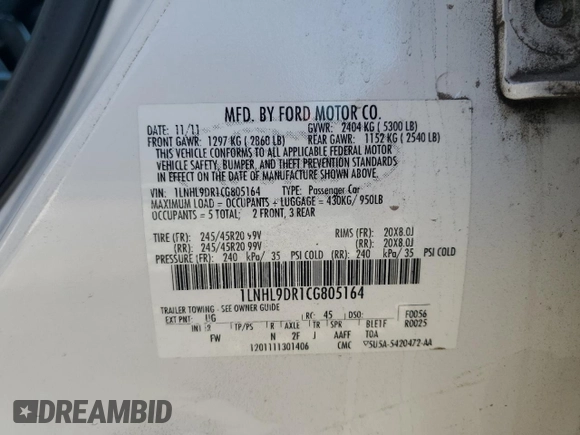 MFD. BY FORD MOTOR CO.
DATE: 11/11 GVWR: 2404 KG ( 5300 LB)
FRONT GAWR: 1297 KG ( 2860 LB) REAR GAWR: 1152 KG ( 2540 LB)
THIS VEHICLE CONFORMS TO ALL APPLICABLE FEDERAL MOTOR
VEHICLE SAFETY, BUMPER, AND THEFT PREVENTION STANDARDS
IN EFFECT ON THE DATE OF MANUFACTURE SHOWN ABOVE.
VIN: 1LNHL9DR1CG805164 TYPE: Passenger Car
MAXIMUM LOAD = OCCUPANTS + LUGGAGE = 430KG/ 950LB
OCCUPANTS = 5 TOTAL; 2 FRONT, 3 REAR
TIRE (FR): 245/45R20 99V RIMS (FR): 20X8.0J
(RR): 245/45R20 99V (RR): 20X8.0J
PRESSURE (FR): 240 kPa/ 35 PSI COLD (RR): 240 kPa/ 35 PSI COLD
1LNHL9DR1CG805164
TRAILER TOWING - SEE OWNER GUIDE
EXT PNT: UG RC: 45 DSO: F0056
INT TP/PS R AXLE TR SPR R0025
FW N 2F J AAFF TOA
1201111301406 CMC 5U5A-5420472-AA
DREAMBID